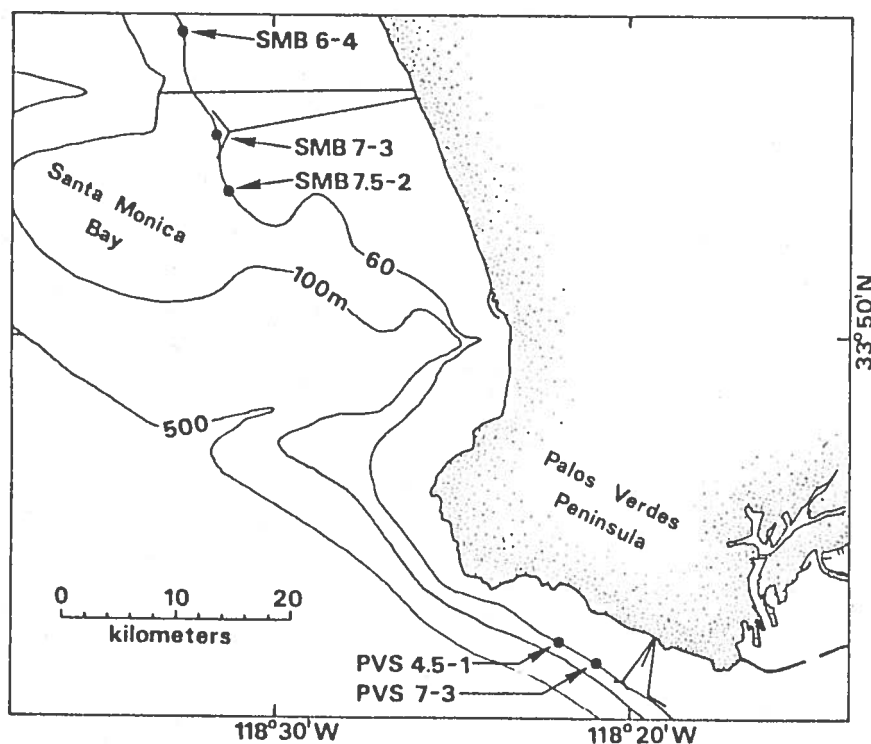 SMB 6-4
SMB 7-3
SMB 7.5-2
Santa Monica
Bay
60
100m
33°50'N
500
Palos Verdes
Peninsula
0 10 20
kilometers
PVS 4.5-1
PVS 7-3
118°30'W
118°20'W